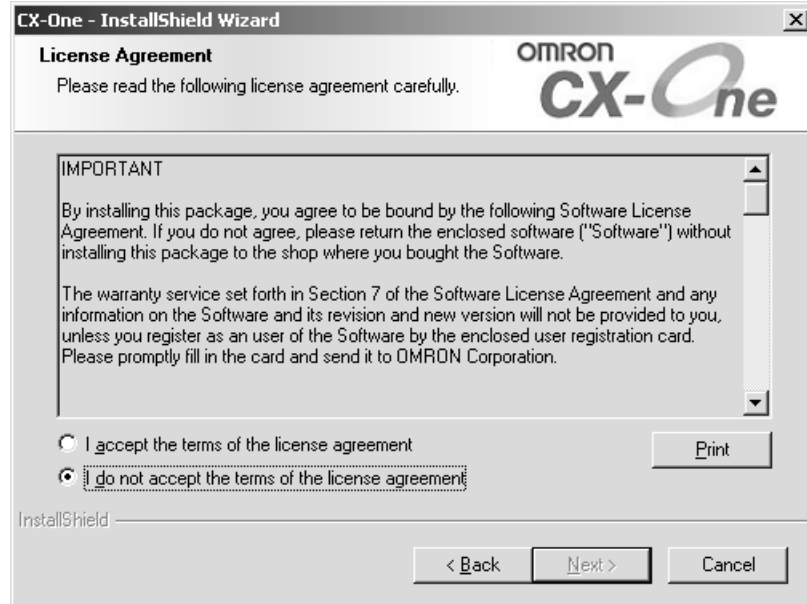 CX-One - InstallShield Wizard
License Agreement
Please read the following license agreement carefully.
OMRON
CX-One
IMPORTANT
By installing this package, you agree to be bound by the following Software License
Agreement. If you do not agree, please return the enclosed software ("Software") without
installing this package to the shop where you bought the Software.
The warranty service set forth in Section 7 of the Software License Agreement and any
information on the Software and its revision and new version will not be provided to you,
unless you register as an user of the Software by the enclosed user registration card.
Please promptly fill in the card and send it to OMRON Corporation.
I accept the terms of the license agreement
Print
I do not accept the terms of the license agreement
InstallShield
< Back
Next >
Cancel